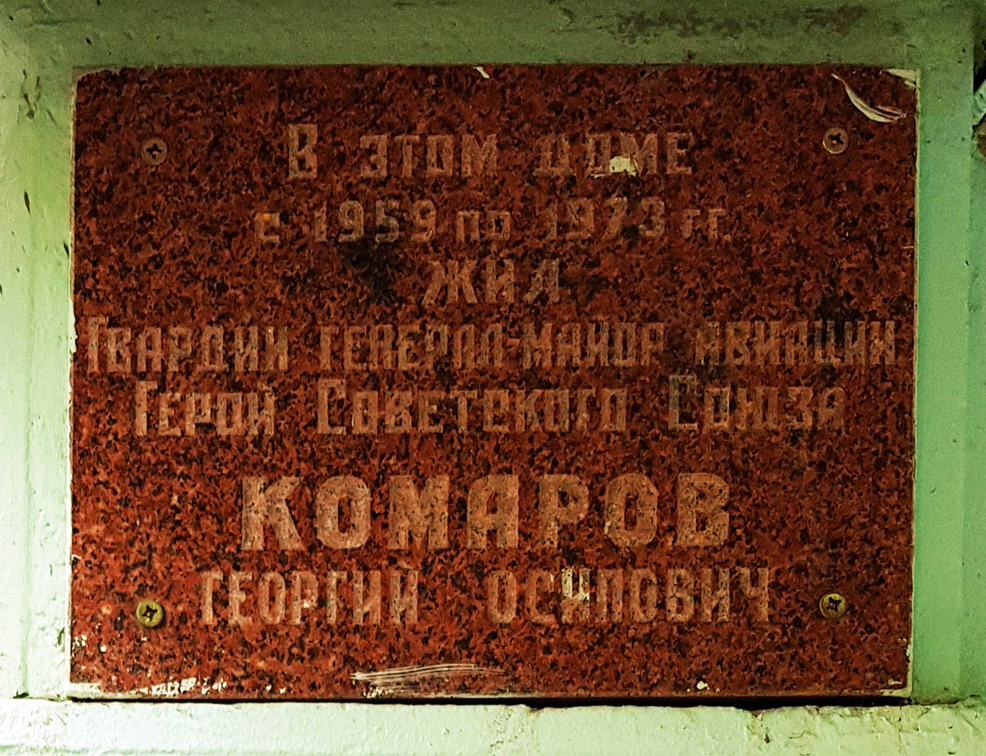 В этом доме
с 1959 по 1973 гг.
жил
Гвардии генерал-майор авиации
Герой Советского Союза
КОМАРОВ
ГЕОРГИЙ ОСИПОВИЧ